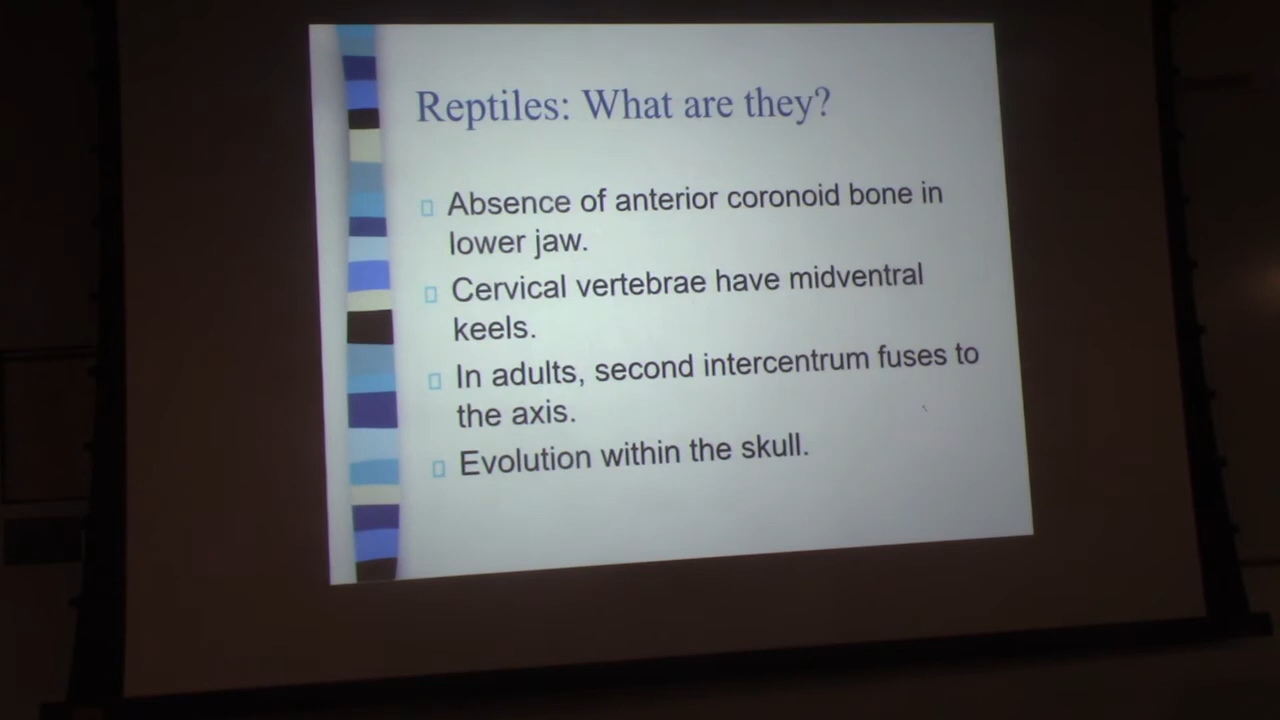 Reptiles: What are they?
Absence of anterior coronoid bone in
lower jaw.
Cervical vertebrae have midventral
keels.
In adults, second intercentrum fuses to
the axis.
Evolution within the skull.